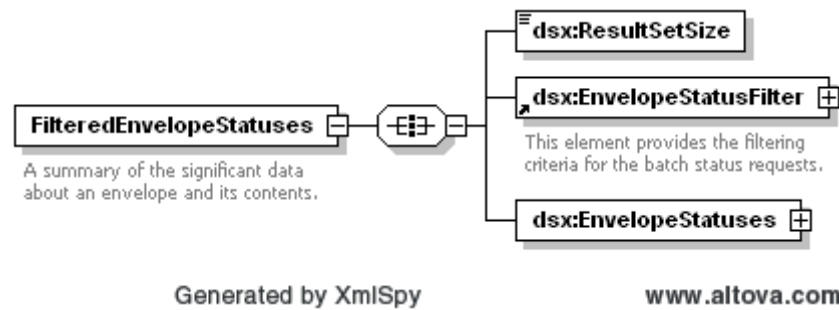 dsx:ResultSetSize
dsx:EnvelopeStatusFilter
FilteredEnvelopeStatuses
This element provides the filtering
criteria for the batch status requests.
A summary of the significant data
about an envelope and its contents.
dsx:EnvelopeStatuses
Generated by XmlSpy
www.altova.com